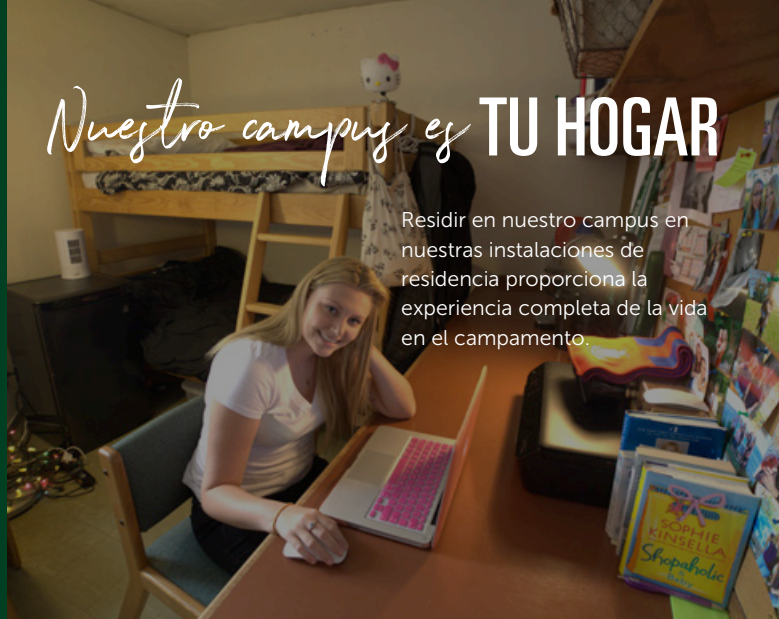 Nuestro campus es TU HOGAR
Residir en nuestro campus en
nuestras instalaciones de
residencia proporciona la
experiencia completa de la vida
en el campamento.
SOPHIE
KINSELLA
Shopaholic
& Baby